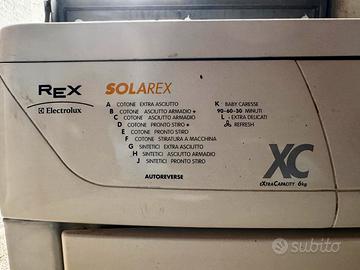 REX
Electrolux
SOLAREX
A COTONE EXTRA ASCIUTTO
B COTONE ASCIUTTO ARMADIO +
C COTONE ASCIUTTO ARMADIO
D COTONE PRONTO STIRO +
E COTONE PRONTO STIRO
F COTONE STIRATURA A MACCHINA
G SINTETICI EXTRA ASCIUTTO
H SINTETICI ASCIUTTO ARMADIO
J SINTETICI PRONTO STIRO
K BABY CARESSE
90-60-30 MINUTI
L - EXTRA DELICATI
REFRESH
AUTOREVERSE
XC
EXTRACAPACITY 6kg
subito